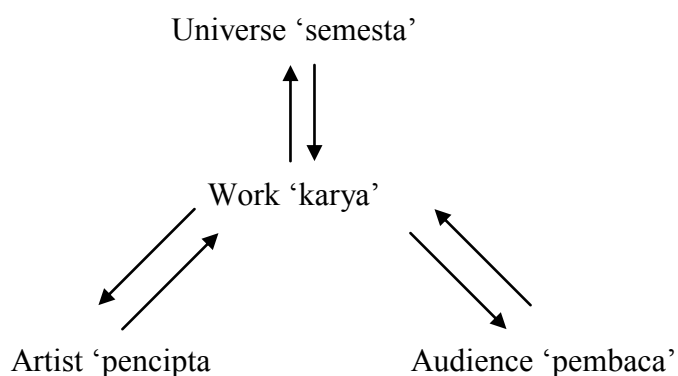 Universe ‘semesta’
Work ‘karya’
Artist ‘pencipta
Audience ‘pembaca’